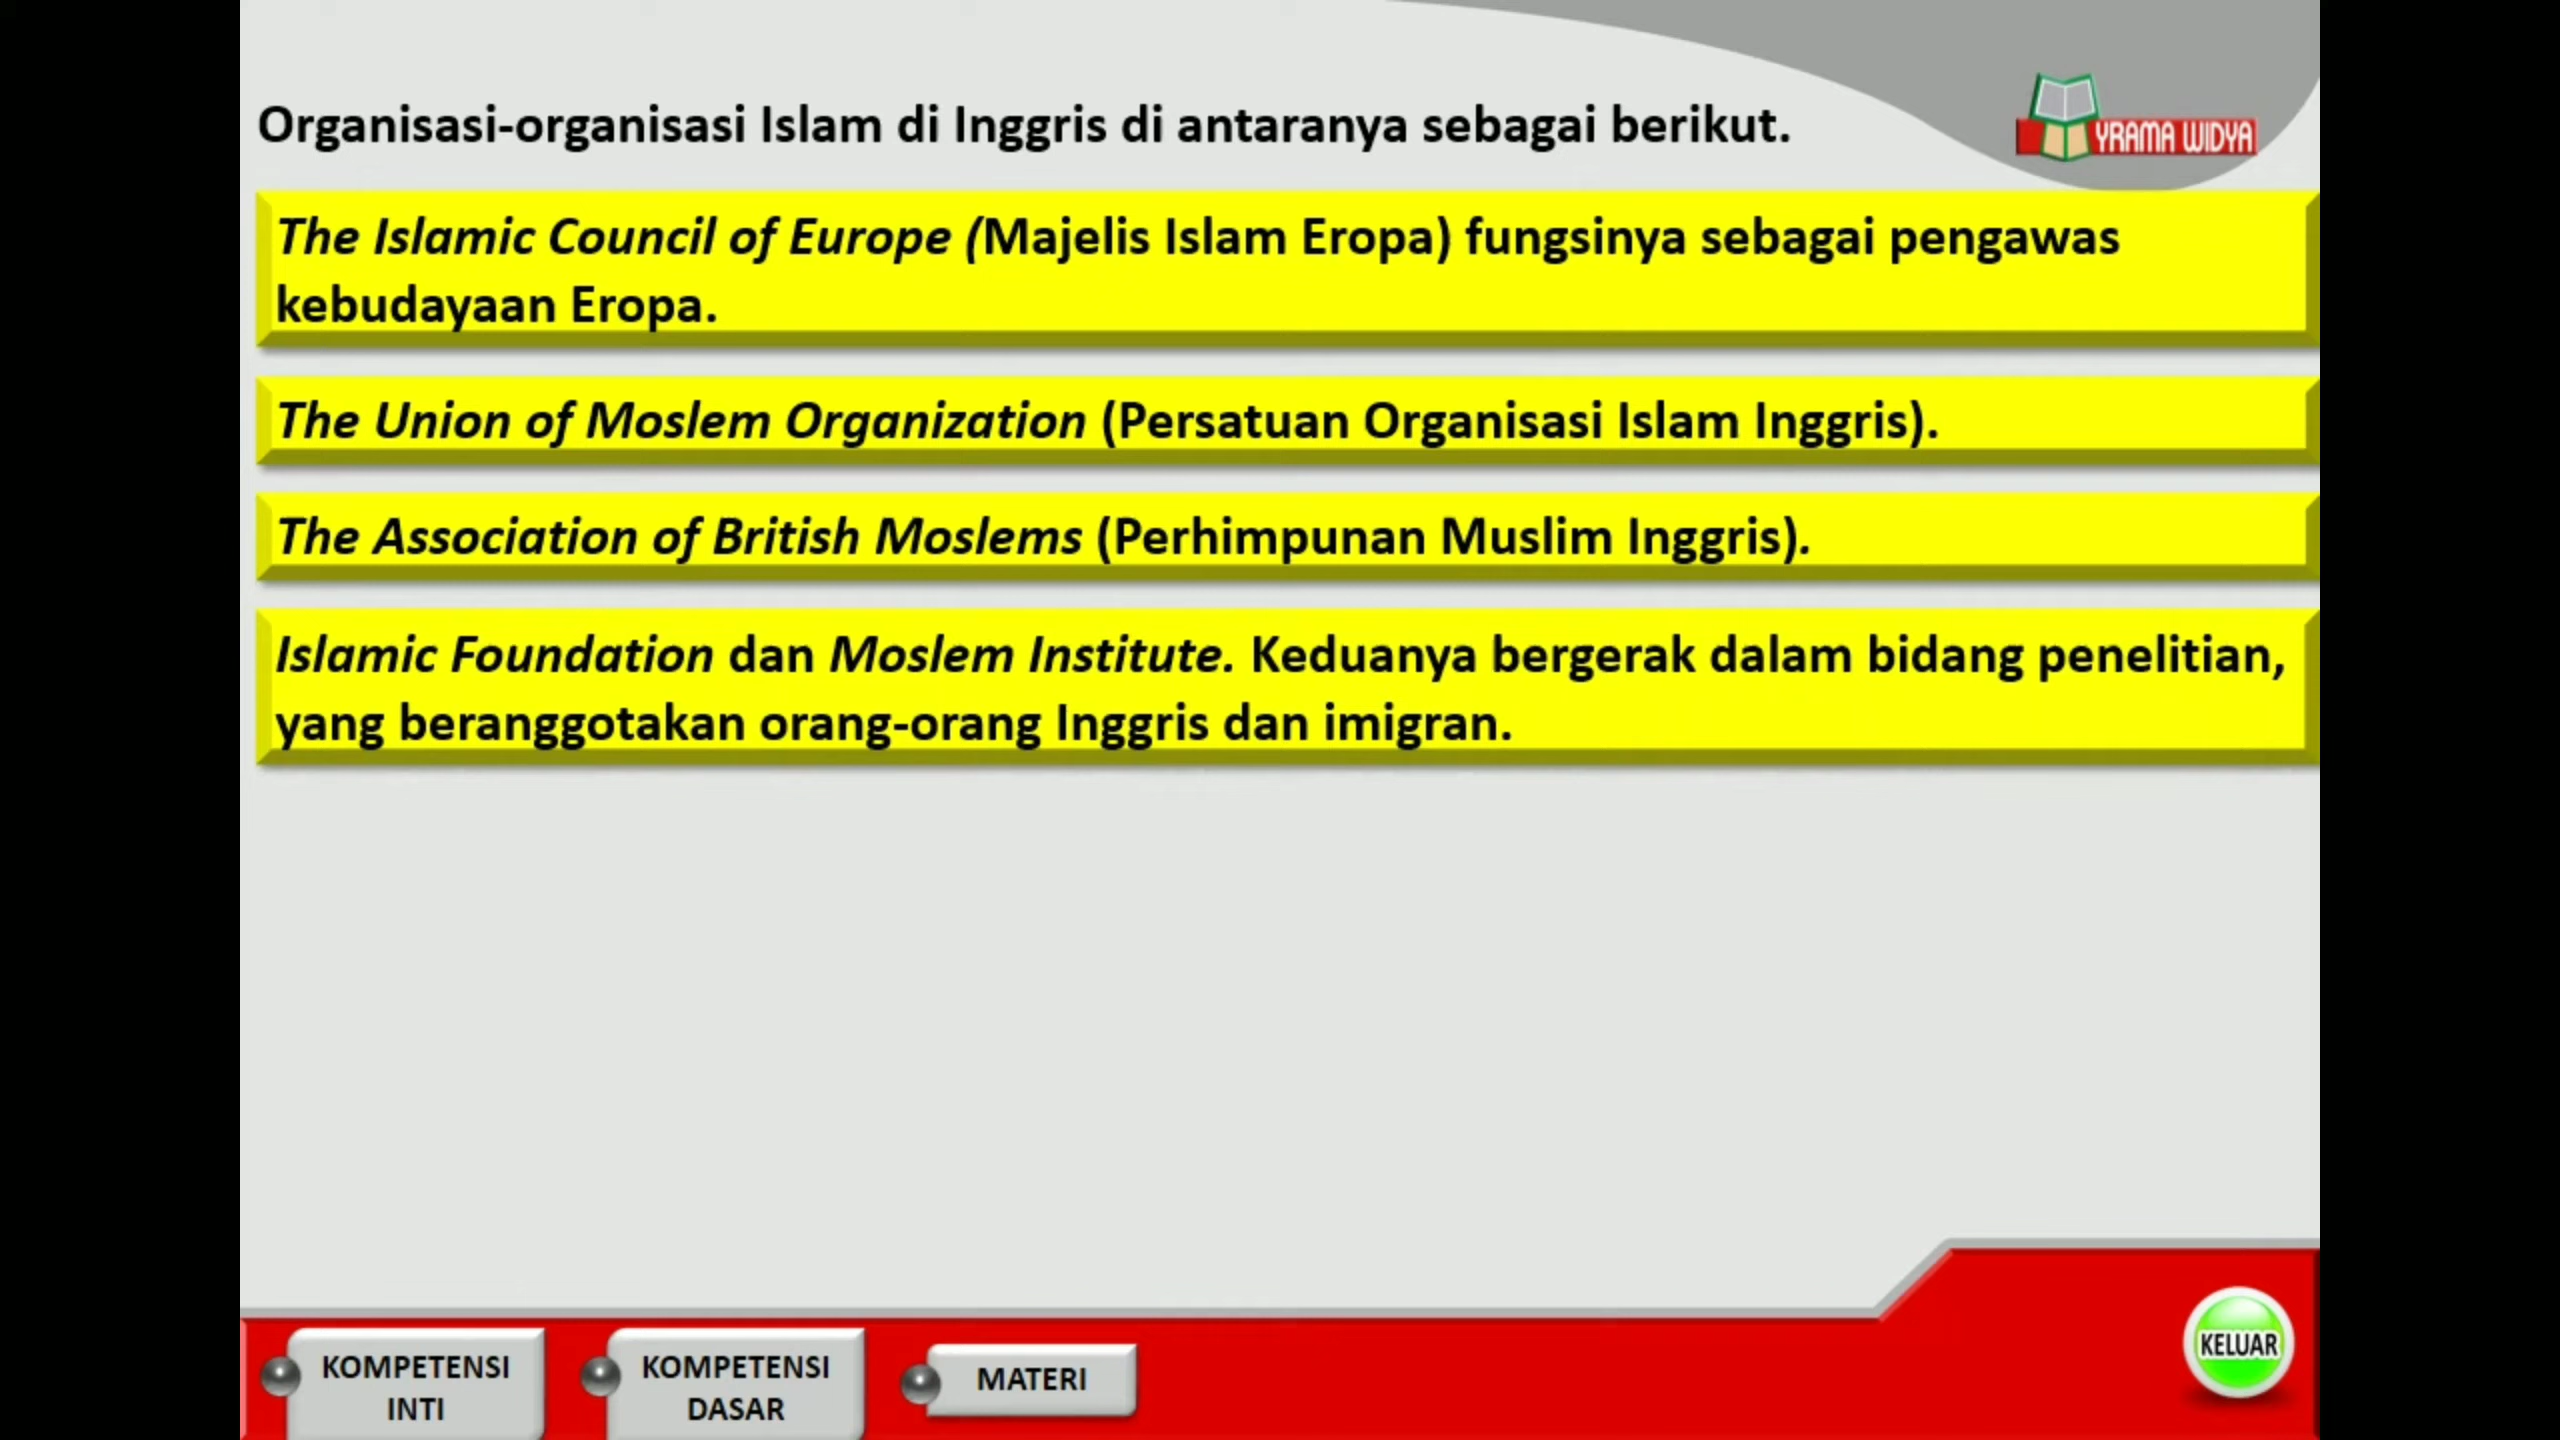 Organisasi-organisasi Islam di Inggris di antaranya sebagai berikut.
YRAMA WIDYA
The Islamic Council of Europe (Majelis Islam Eropa) fungsinya sebagai pengawas
kebudayaan Eropa.
The Union of Moslem Organization (Persatuan Organisasi Islam Inggris).
The Association of British Moslems (Perhimpunan Muslim Inggris).
Islamic Foundation dan Moslem Institute. Keduanya bergerak dalam bidang penelitian,
yang beranggotakan orang-orang Inggris dan imigran.
KOMPETENSI
INTI
KOMPETENSI
DASAR
MATERI
KELUAR